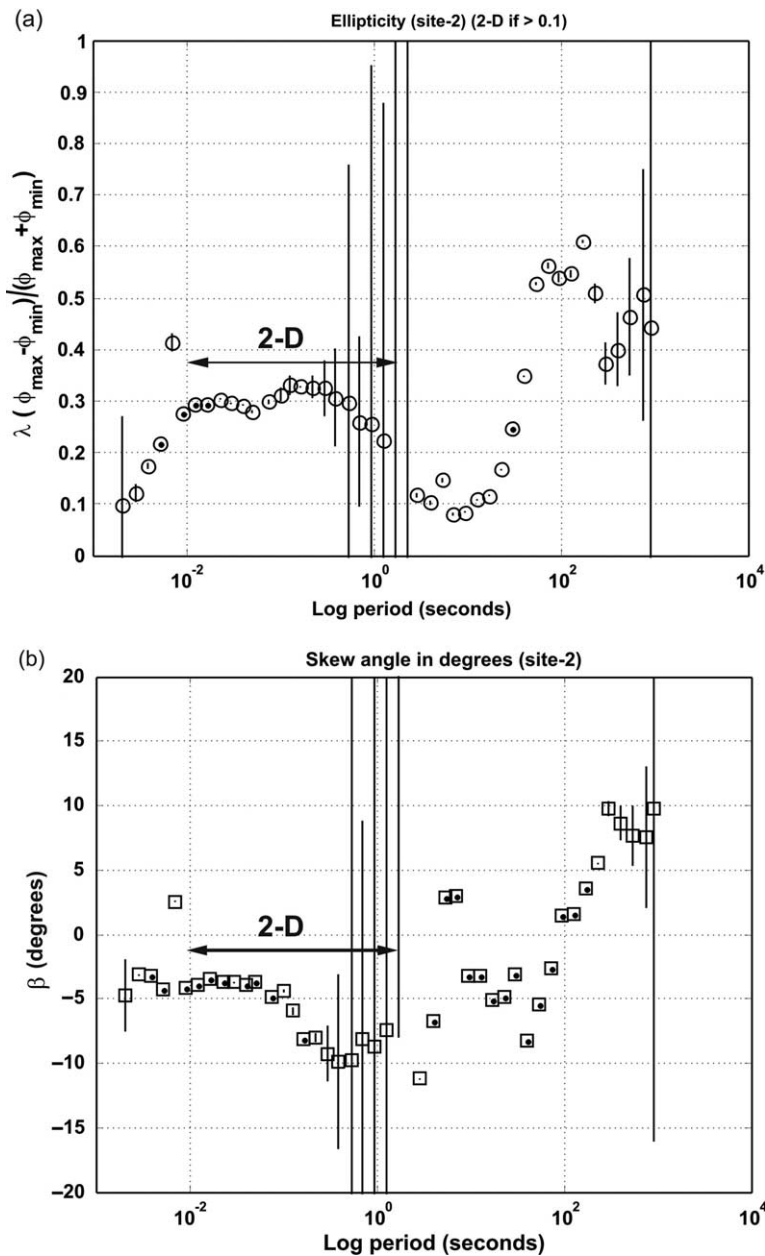 (a)
Ellipticity (site-2) (2-D if > 0.1)
λ ( ϕmax-ϕmin)/(ϕmax+ϕmin)
1
0.9
0.8
0.7
0.6
0.5
0.4
0.3
0.2
0.1
0
2-D
10-2
100
102
104
Log period (seconds)
(b)
Skew angle in degrees (site-2)
β (degrees)
20
15
10
5
0
−5
−10
−15
−20
2-D
10-2
100
102
104
Log period (seconds)